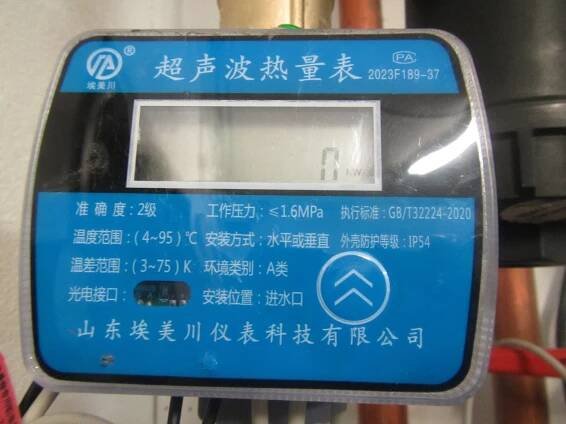 埃美川®
超声波热量表
PA
2023F189-37
0
准 确 度：2级 工作压力：≤1.6MPa 执行标准：GB/T32224-2020
温度范围：(4~95)℃ 安装方式：水平或垂直 外壳防护等级：IP54
温差范围：(3~75)K 环境类别：A类
光电接口： 安装位置：进水口
山东埃美川仪表科技有限公司